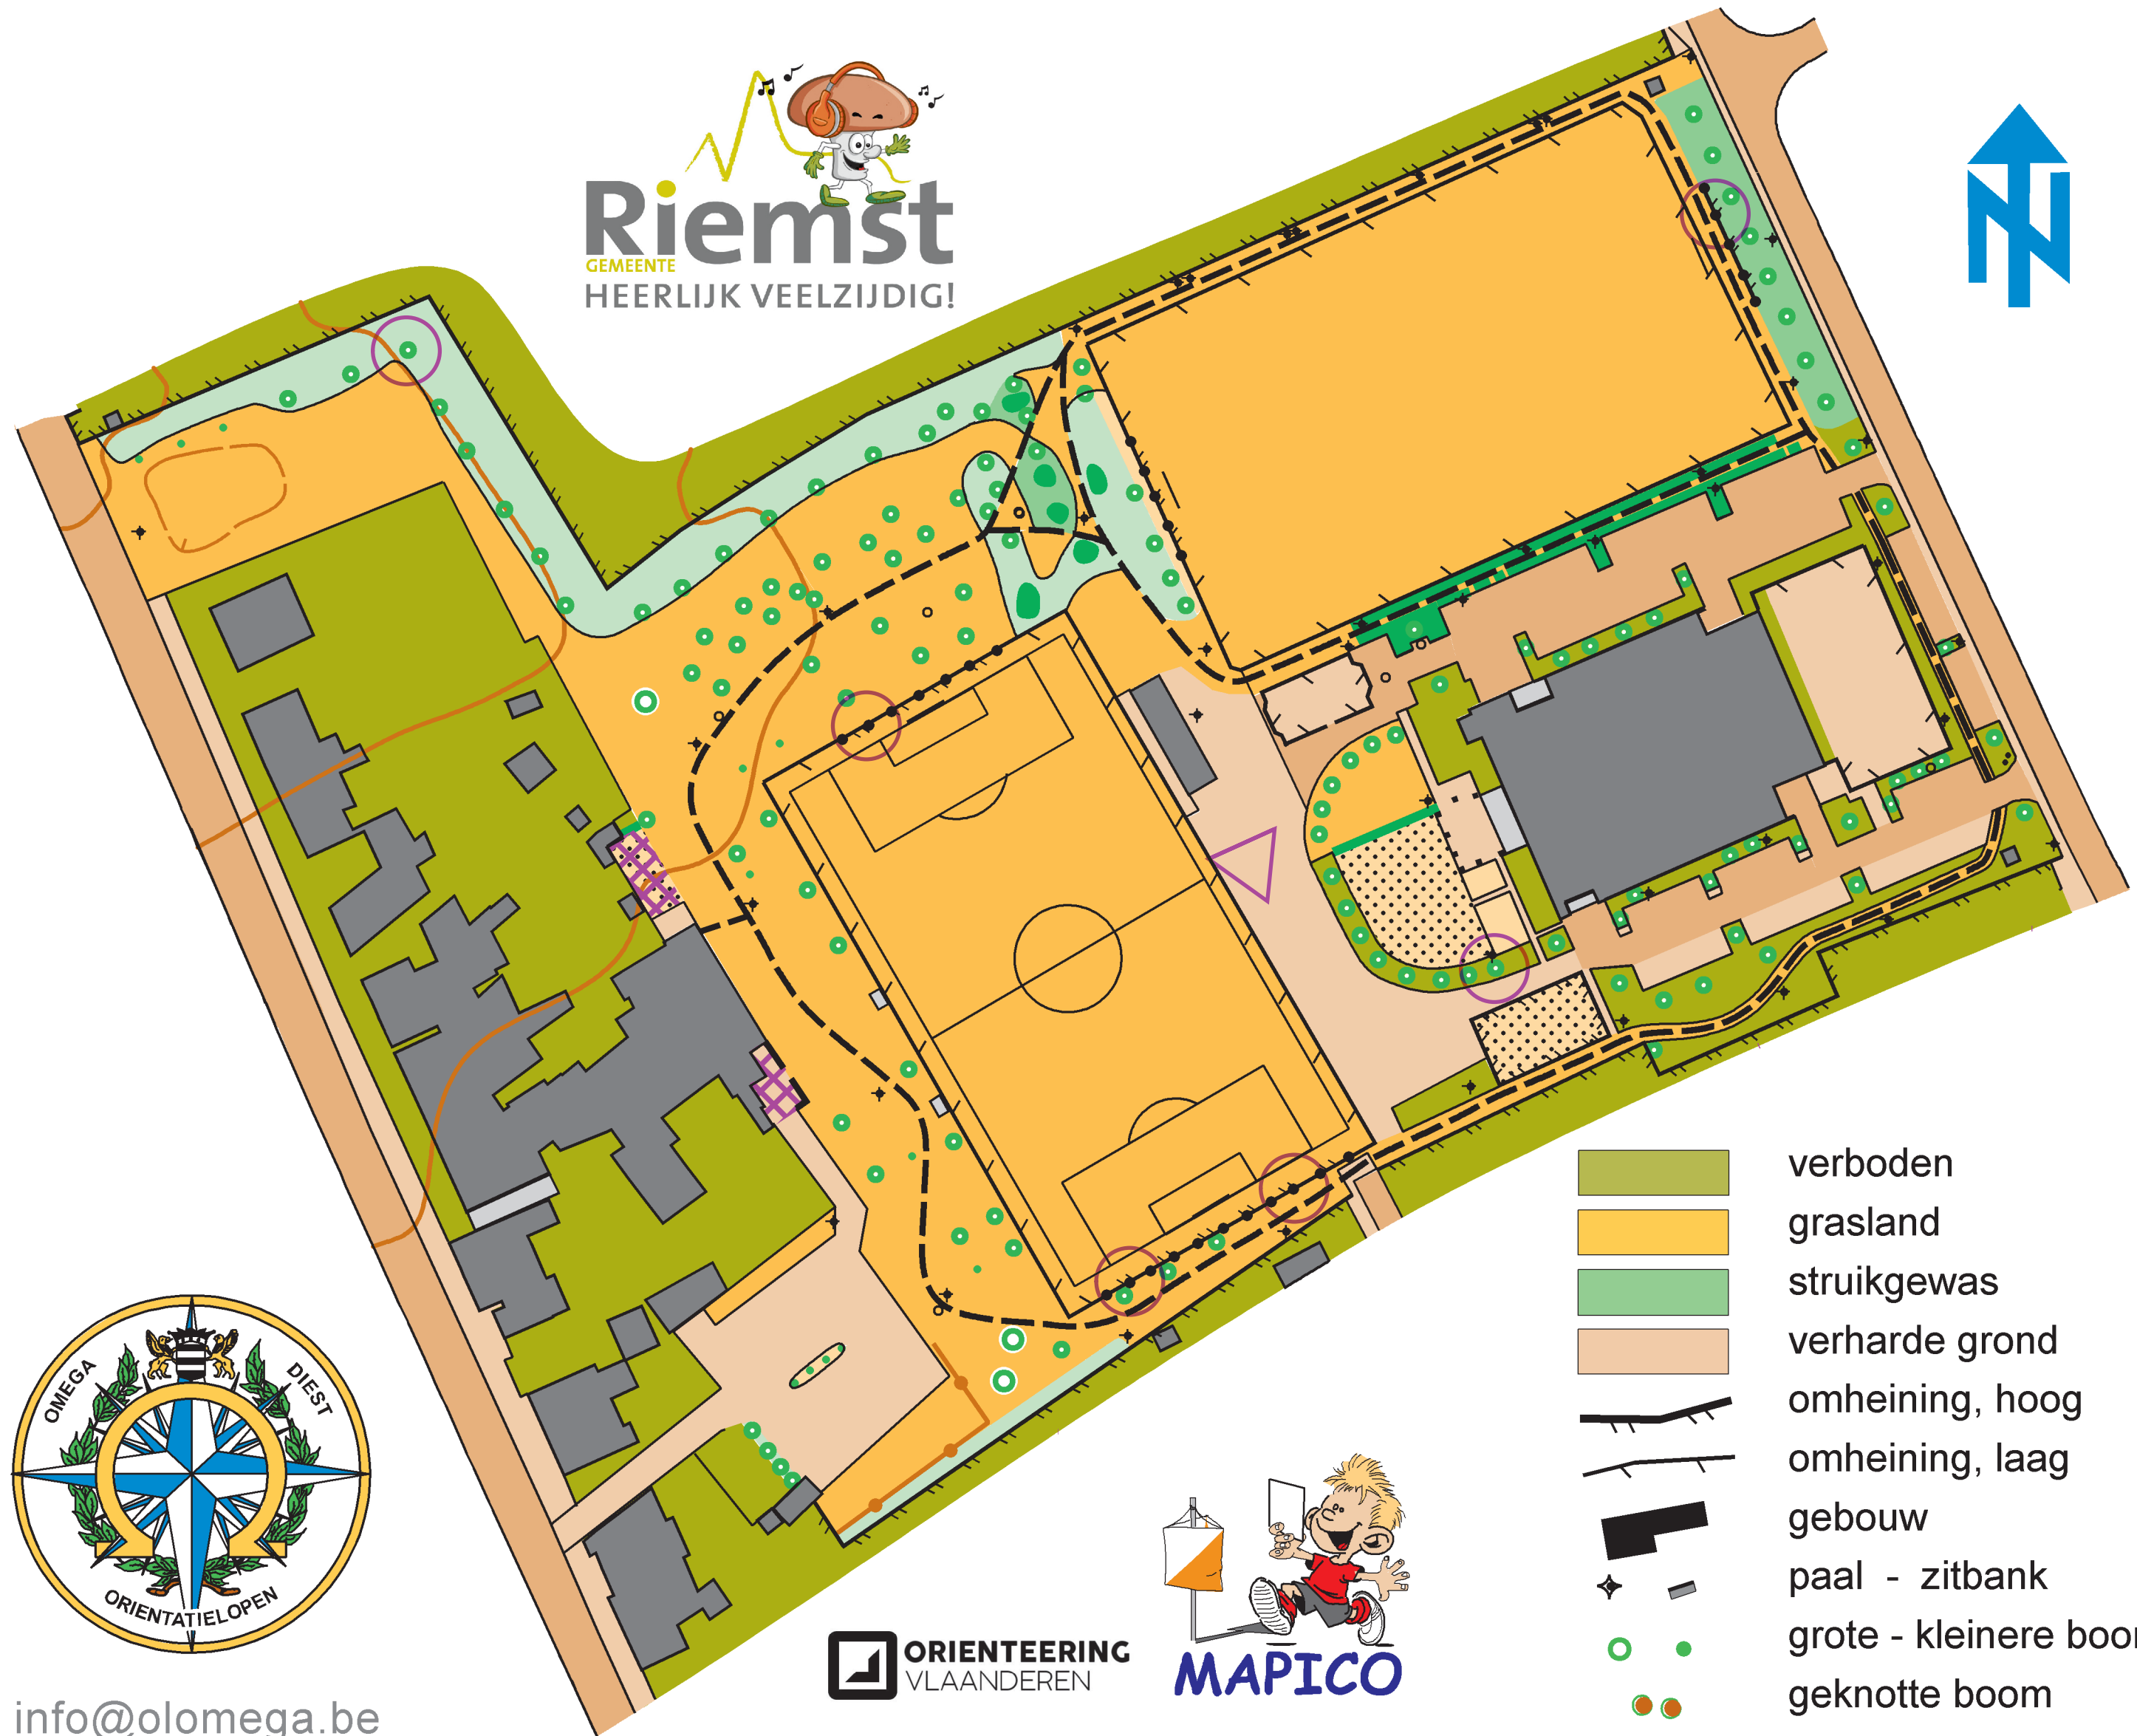 Riemst
GEMEENTE
HEERLIJK VEELZIJDIG!
N
verboden
grasland
struikgewas
verharde grond
omheining, hoog
omheining, laag
gebouw
paal - zitbank
grote - kleinere boor
geknotte boom
OMEGA DIEST
ORIENTATIELOPEN
ORIENTEERING
VLAANDEREN
MAPICO
info@olomega.be